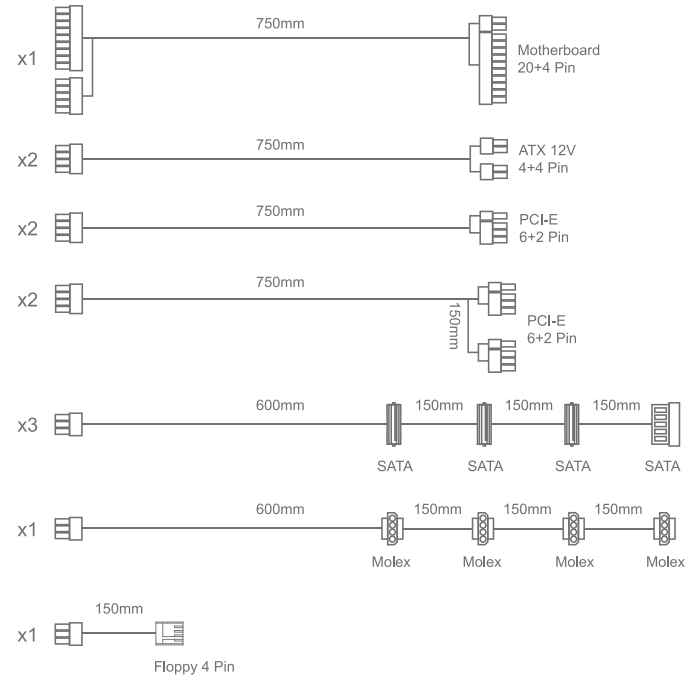 750mm
x1
Motherboard
20+4 Pin
750mm
x2
ATX 12V
4+4 Pin
750mm
x2
PCI-E
6+2 Pin
750mm
x2
150mm
PCI-E
6+2 Pin
600mm 150mm 150mm 150mm
x3
SATA SATA SATA SATA
600mm 150mm 150mm 150mm
x1
Molex Molex Molex Molex
150mm
x1
Floppy 4 Pin